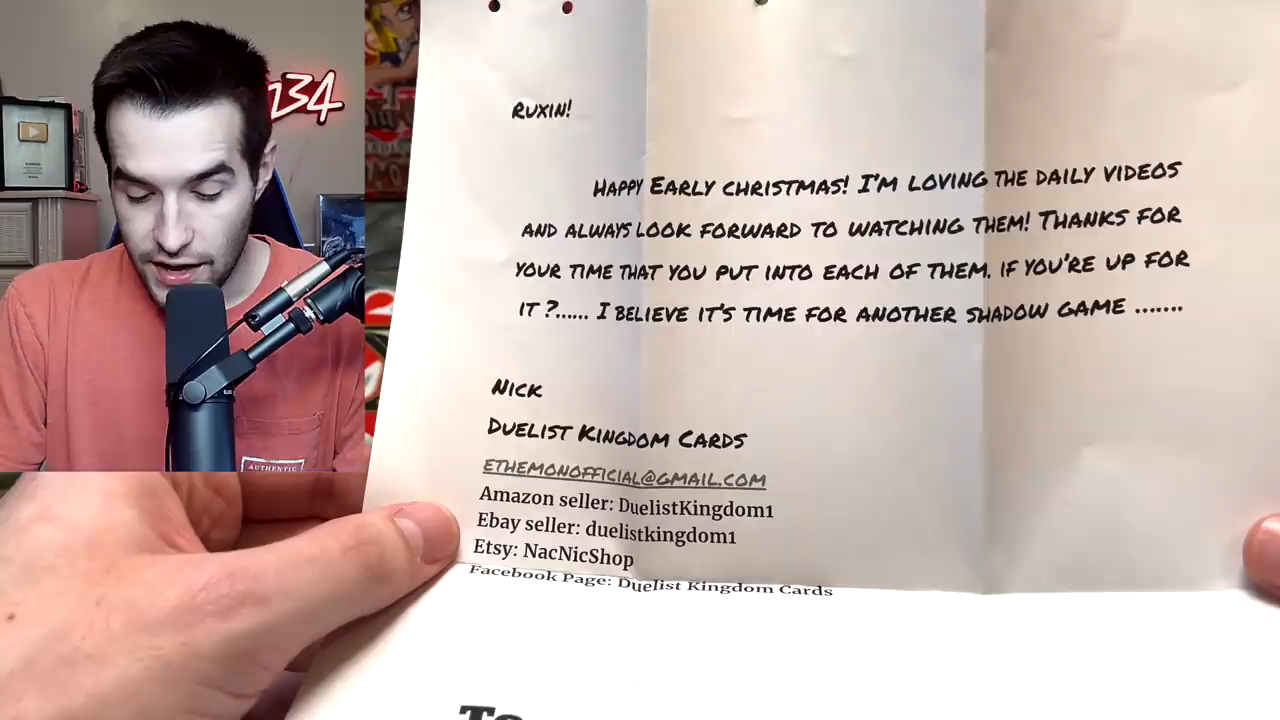 34
RUXIN!
HAPPY EARLY CHRISTMAS! I'M LOVING THE DAILY VIDEOS
AND ALWAYS LOOK FORWARD TO WATCHING THEM! THANKS FOR
YOUR TIME THAT YOU PUT INTO EACH OF THEM. IF YOU'RE UP FOR
IT ?...... I BELIEVE IT'S TIME FOR ANOTHER SHADOW GAME .......
NICK
DUELIST KINGDOM CARDS
ETHEMONOFFICIAL@GMAIL.COM
Amazon seller: DuelistKingdom1
Ebay seller: duelistkingdom1
Etsy: NacNicShop
Facebook Page: Duelist Kingdom Cards
AUTHENTIC